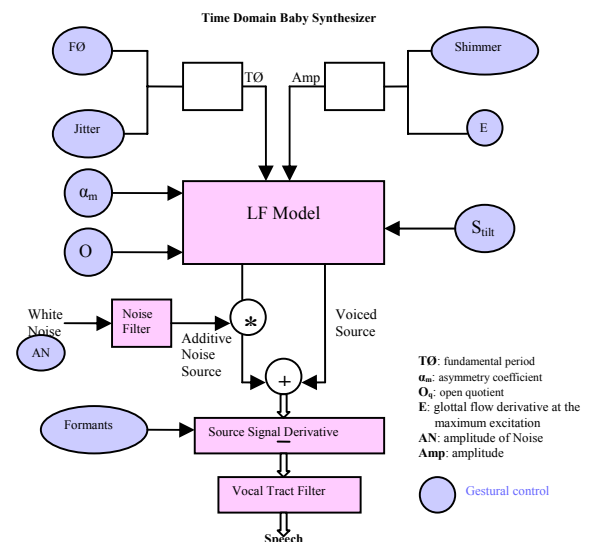 Time Domain Baby Synthesizer
FØ
Shimmer
TØ
Amp
Jitter
E
αm
LF Model
O
Stilt
White
Noise
AN
Noise
Filter
*
Additive
Noise
Source
Voiced
Source
+
TØ: fundamental period
αm: asymmetry coefficient
Oq: open quotient
E: glottal flow derivative at the
maximum excitation
AN: amplitude of Noise
Amp: amplitude
Formants
Source Signal Derivative
Vocal Tract Filter
Gestural control
Speech